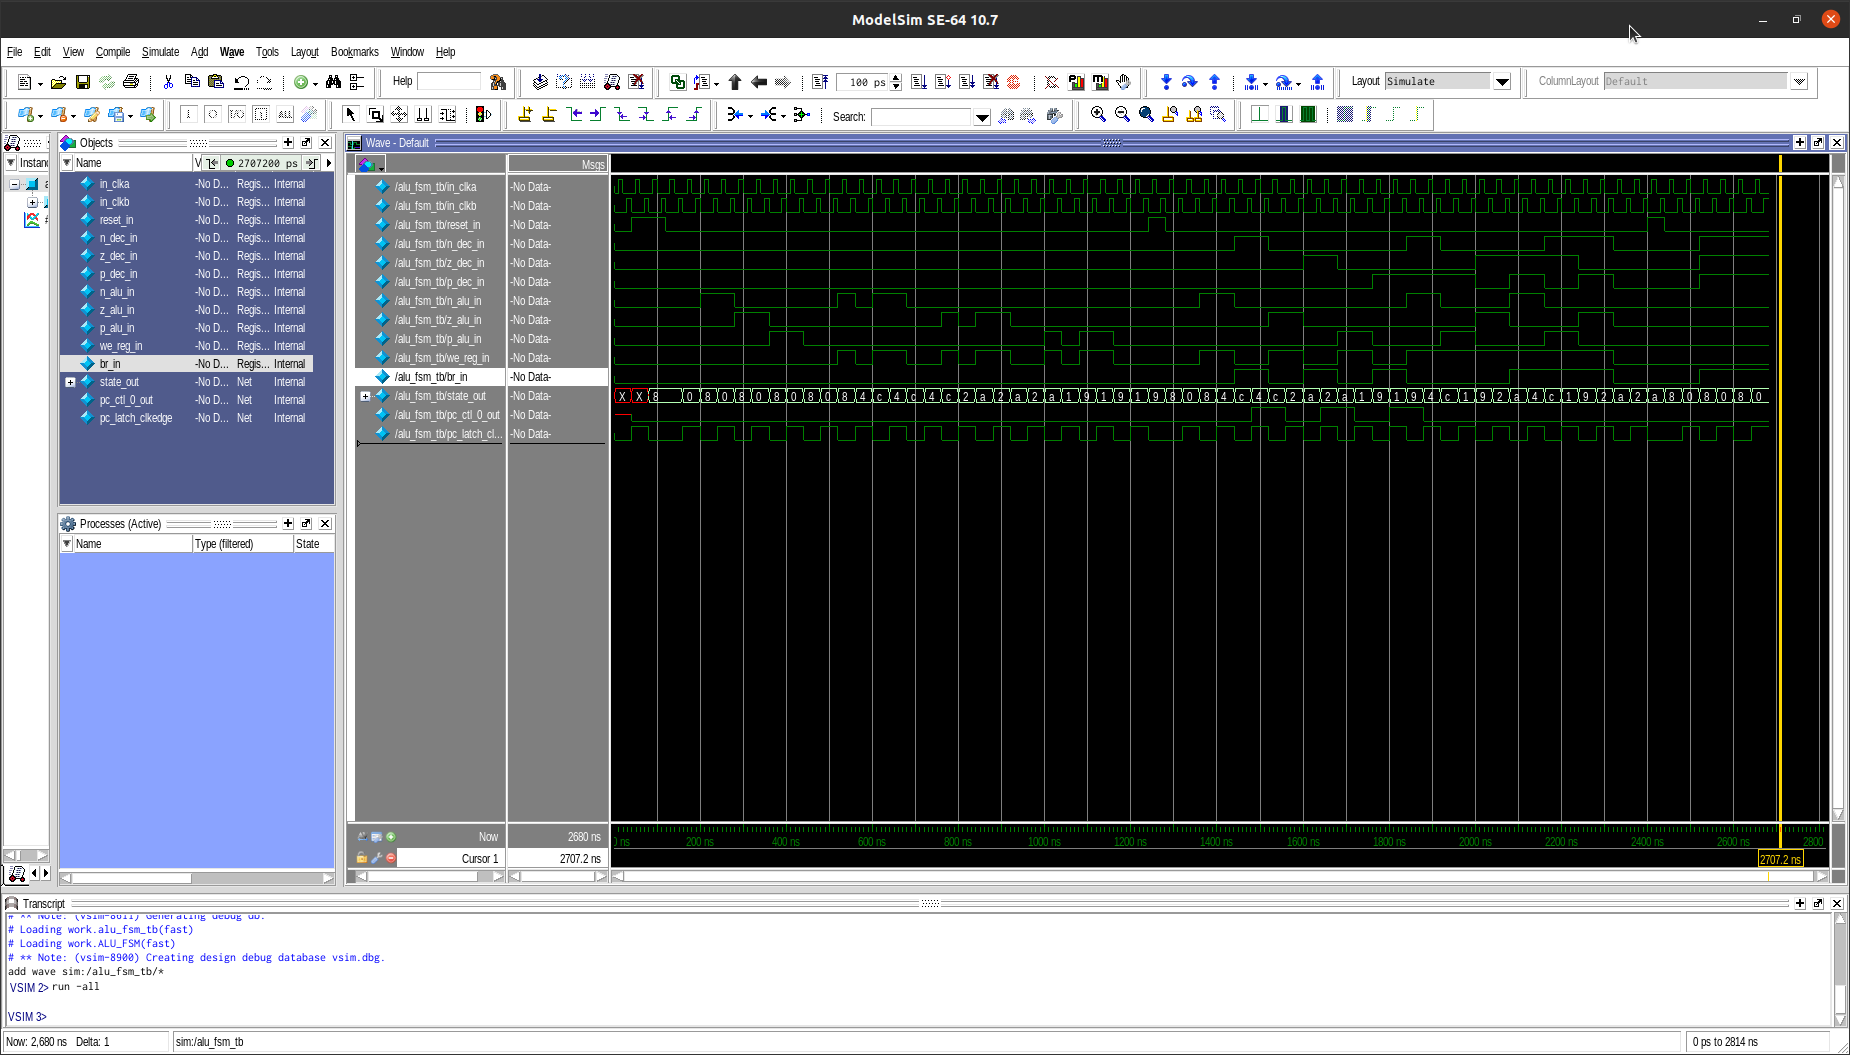 ModelSim SE-64 10.7
File Edit View Compile Simulate Add Wave Tools Layout Bookmarks Window Help
Help
100 ps
Layout Simulate
ColumnLayout Default
Search:
Instanc
Objects
Name V 2707200 ps
in_clka -No D... Regis... Internal
in_clkb -No D... Regis... Internal
reset_in -No D... Regis... Internal
n_dec_in -No D... Regis... Internal
z_dec_in -No D... Regis... Internal
p_dec_in -No D... Regis... Internal
n_alu_in -No D... Regis... Internal
z_alu_in -No D... Regis... Internal
p_alu_in -No D... Regis... Internal
we_reg_in -No D... Regis... Internal
br_in -No D... Regis... Internal
state_out -No D... Net Internal
pc_ctl_0_out -No D... Net Internal
pc_latch_clkedge -No D... Net Internal
Processes (Active)
Name Type (filtered) State
Wave - Default
Msgs
/alu_fsm_tb/in_clka -No Data-
/alu_fsm_tb/in_clkb -No Data-
/alu_fsm_tb/reset_in -No Data-
/alu_fsm_tb/n_dec_in -No Data-
/alu_fsm_tb/z_dec_in -No Data-
/alu_fsm_tb/p_dec_in -No Data-
/alu_fsm_tb/n_alu_in -No Data-
/alu_fsm_tb/z_alu_in -No Data-
/alu_fsm_tb/p_alu_in -No Data-
/alu_fsm_tb/we_reg_in -No Data-
/alu_fsm_tb/br_in -No Data-
/alu_fsm_tb/state_out -No Data- X X 8 0 8 0 8 0 8 0 8 0 8 4 c 4 c 4 c 2 a 2 a 2 a 1 9 1 9 1 9 8 0 8 4 c 4 c 2 a 2 a 1 9 1 9 4 c 1 9 2 a 4 c 1 9 2 a 2 a 8 0 8 0 8 0
/alu_fsm_tb/pc_ctl_0_out -No Data-
/alu_fsm_tb/pc_latch_cl... -No Data-
Now 2680 ns
ns 200 ns 400 ns 600 ns 800 ns 1000 ns 1200 ns 1400 ns 1600 ns 1800 ns 2000 ns 2200 ns 2400 ns 2600 ns 2800
Cursor 1 2707.2 ns
2707.2 ns
Transcript
# ** Note: (vsim-8611) Generating debug db.
# Loading work.alu_fsm_tb(fast)
# Loading work.ALU_FSM(fast)
# ** Note: (vsim-8900) Creating design debug database vsim.dbg.
add wave sim:/alu_fsm_tb/*
VSIM 2> run -all
VSIM 3>
Now: 2,680 ns Delta: 1 sim:/alu_fsm_tb 0 ps to 2814 ns